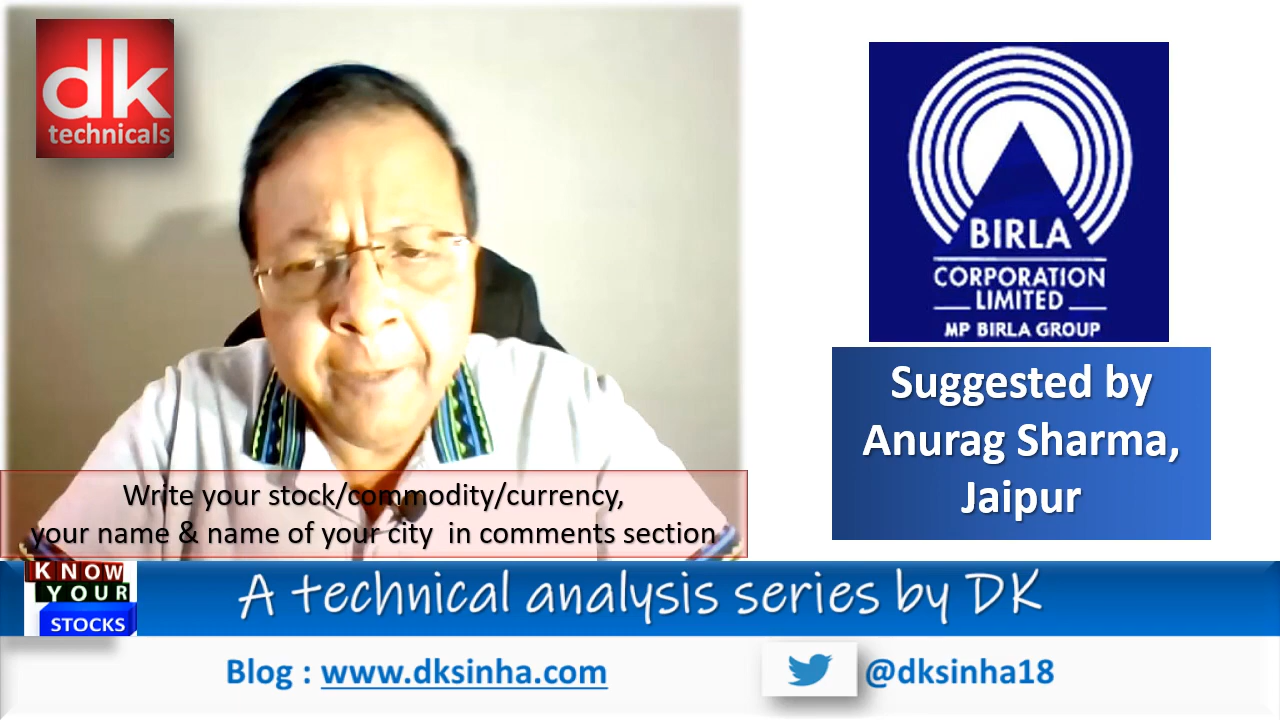 dk
technicals
BIRLA
CORPORATION
LIMITED
MP BIRLA GROUP
Suggested by
Anurag Sharma,
Jaipur
Write your stock/commodity/currency,
your name & name of your city in comments section
KNOW
YOUR
STOCKS
A technical analysis series by DK
Blog : www.dksinha.com
@dksinha18